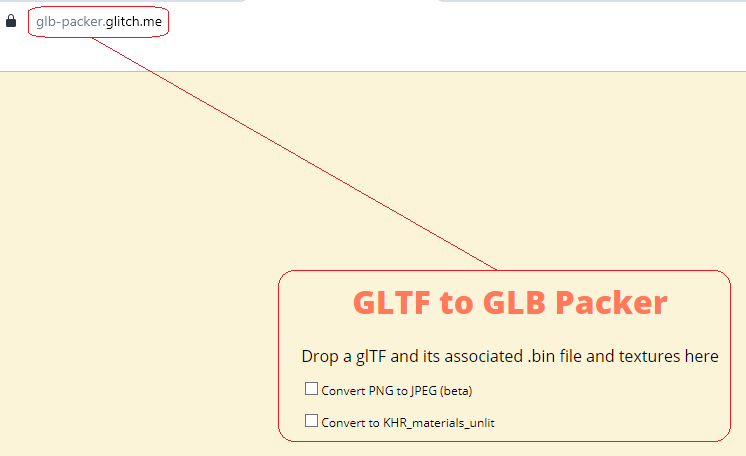 glb-packer.glitch.me
GLTF to GLB Packer
Drop a glTF and its associated .bin file and textures here
Convert PNG to JPEG (beta)
Convert to KHR_materials_unlit